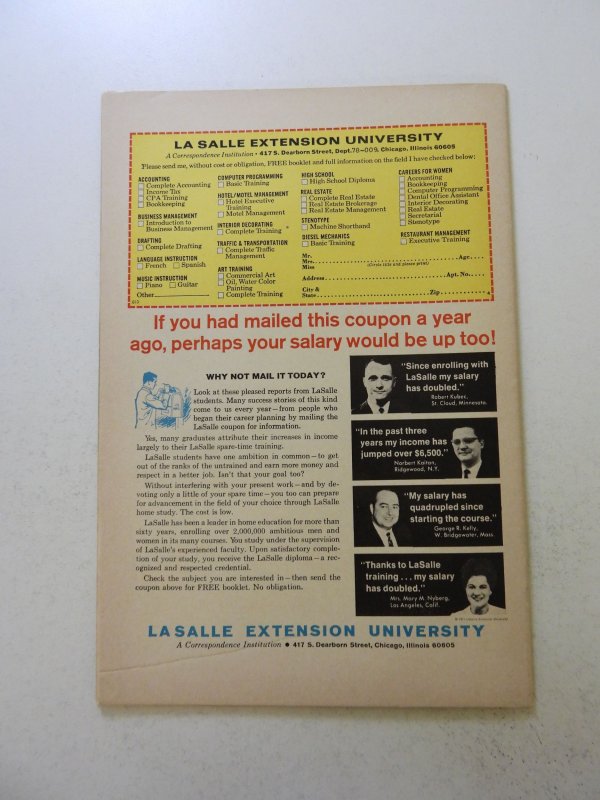 LA SALLE EXTENSION UNIVERSITY
A Correspondence Institution • 417 S. Dearborn Street, Dept. 78-009, Chicago, Illinois 60605
Please send me, without cost or obligation, FREE booklet and full information on the field I have checked below:
ACCOUNTING
Complete Accounting
Income Tax
CPA Training
Bookkeeping
BUSINESS MANAGEMENT
Introduction to
Business Management
DRAFTING
Complete Drafting
LANGUAGE INSTRUCTION
French Spanish
MUSIC INSTRUCTION
Piano Guitar
Other
COMPUTER PROGRAMMING
Basic Training
HOTEL/MOTEL MANAGEMENT
Hotel Executive
Training
Motel Management
INTERIOR DECORATING
Complete Training
TRAFFIC & TRANSPORTATION
Complete Traffic
Management
ART TRAINING
Commercial Art
Oil, Water Color
Painting
Complete Training
HIGH SCHOOL
High School Diploma
REAL ESTATE
Complete Real Estate
Real Estate Brokerage
Real Estate Management
STENOTYPE
Machine Shorthand
DIESEL MECHANICS
Basic Training
CAREERS FOR WOMEN
Accounting
Bookkeeping
Computer Programming
Dental Office Assistant
Interior Decorating
Real Estate
Secretarial
Stenotype
RESTAURANT MANAGEMENT
Executive Training
Mr.
Mrs. Age
Miss (Circle title and please print)
Address Apt. No.
City &
State Zip
If you had mailed this coupon a year
ago, perhaps your salary would be up too!
WHY NOT MAIL IT TODAY?
Look at these pleased reports from LaSalle
students. Many success stories of this kind
come to us every year—from people who
began their career planning by mailing the
LaSalle coupon for information.
Yes, many graduates attribute their increases in income
largely to their LaSalle spare-time training.
LaSalle students have one ambition in common—to get
out of the ranks of the untrained and earn more money and
respect in a better job. Isn't that your goal too?
Without interfering with your present work—and by de-
voting only a little of your spare time—you too can prepare
for advancement in the field of your choice through LaSalle
home study. The cost is low.
LaSalle has been a leader in home education for more than
sixty years, enrolling over 2,000,000 ambitious men and
women in its many courses. You study under the supervision
of LaSalle's experienced faculty. Upon satisfactory comple-
tion of your study, you receive the LaSalle diploma—a rec-
ognized and respected credential.
Check the subject you are interested in—then send the
coupon above for FREE booklet. No obligation.
"Since enrolling with
LaSalle my salary
has doubled."
Robert Kubec,
St. Cloud, Minnesota.
"In the past three
years my income has
jumped over $6,500."
Norbert Kaiton,
Ridgewood, N.Y.
"My salary has
quadrupled since
starting the course."
George R. Kelly,
W. Bridgewater, Mass.
"Thanks to LaSalle
training . . . my salary
has doubled."
Mrs. Mary M. Nyberg,
Los Angeles, Calif.
LA SALLE EXTENSION UNIVERSITY
A Correspondence Institution • 417 S. Dearborn Street, Chicago, Illinois 60605